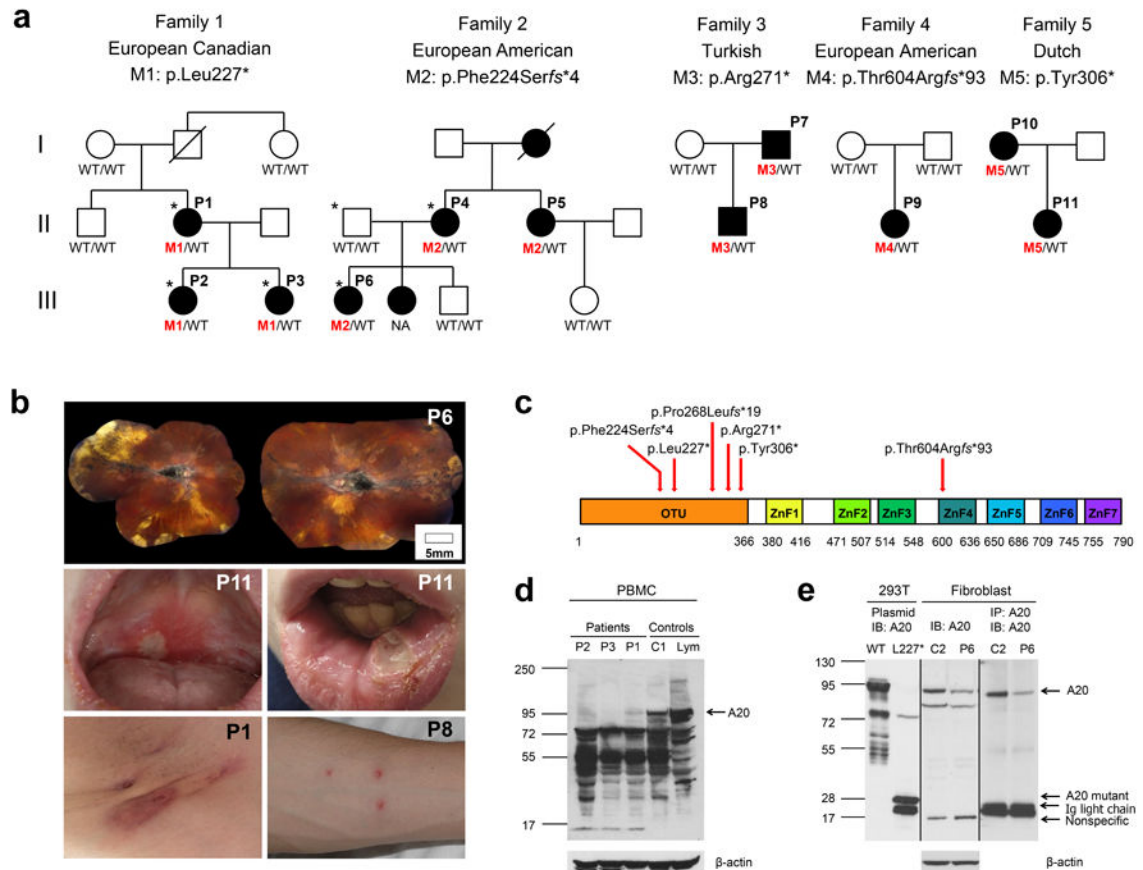 a
Family 1
European Canadian
M1: p.Leu227*
Family 2
European American
M2: p.Phe224Serfs*4
Family 3
Turkish
M3: p.Arg271*
Family 4
European American
M4: p.Thr604Argfs*93
Family 5
Dutch
M5: p.Tyr306*
I
WT/WT WT/WT
P7
WT/WT M3/WT
WT/WT WT/WT
P10
M5/WT
II
WT/WT
* P1
M1/WT
*
WT/WT
* P4
M2/WT
P5
M2/WT
P8
M3/WT
P9
M4/WT
P11
M5/WT
III
* P2
M1/WT
* P3
M1/WT
* P6
M2/WT
NA
WT/WT
WT/WT
b
P6
5mm
P11
P11
P1
P8
c
p.Pro268Leufs*19
p.Phe224Serfs*4
p.Arg271*
p.Leu227*
p.Tyr306*
p.Thr604Argfs*93
OTU ZnF1 ZnF2 ZnF3 ZnF4 ZnF5 ZnF6 ZnF7
1 366 380 416 471 507 514 548 600 636 650 686 709 745 755 790
d
PBMC
Patients Controls
P2 P3 P1 C1 Lym
250
95
72
55
28
17
A20
β-actin
e
293T Fibroblast
Plasmid
IB: A20
IB: A20
IP: A20
IB: A20
WT L227* C2 P6 C2 P6
130
95
72
55
28
17
A20
A20 mutant
Ig light chain
Nonspecific
β-actin